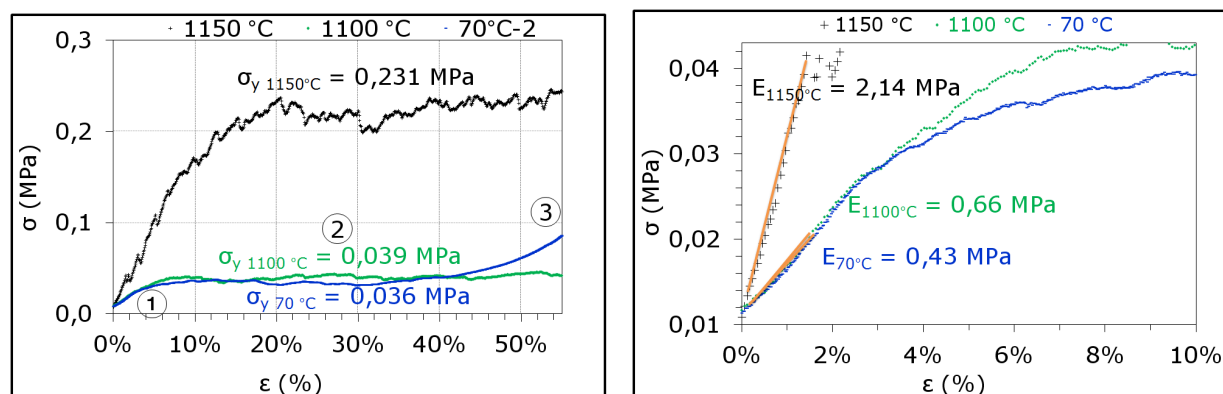 1150 °C 1100 °C 70°C-2
0,3
σy 1150°C = 0,231 MPa
0,2
σ (MPa)
3
0,1
2
σy 1100 °C = 0,039 MPa
1
σy 70 °C = 0,036 MPa
0,0
0% 10% 20% 30% 40% 50%
ε (%)
1150 °C 1100 °C 70 °C
0,04
E1150°C = 2,14 MPa
0,03
σ (MPa)
E1100°C = 0,66 MPa
0,02
E70°C = 0,43 MPa
0,01
0% 2% 4% 6% 8% 10%
ε (%)